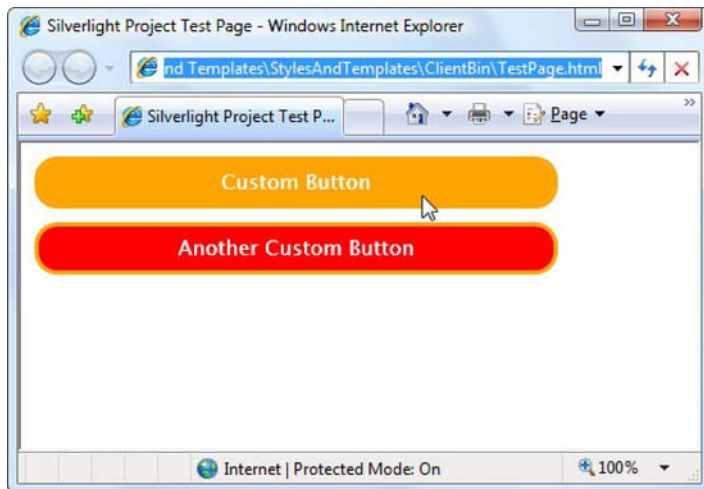 Silverlight Project Test Page - Windows Internet Explorer
nd Templates\StylesAndTemplates\ClientBin\TestPage.html
Silverlight Project Test P...
Page
Custom Button
Another Custom Button
Internet | Protected Mode: On
100%